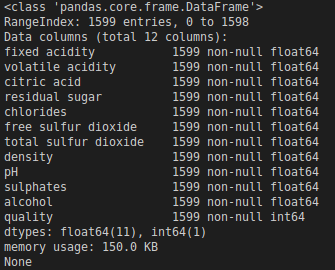 <class 'pandas.core.frame.DataFrame'>
RangeIndex: 1599 entries, 0 to 1598
Data columns (total 12 columns):
fixed acidity           1599 non-null float64
volatile acidity        1599 non-null float64
citric acid             1599 non-null float64
residual sugar          1599 non-null float64
chlorides               1599 non-null float64
free sulfur dioxide     1599 non-null float64
total sulfur dioxide    1599 non-null float64
density                 1599 non-null float64
pH                      1599 non-null float64
sulphates               1599 non-null float64
alcohol                 1599 non-null float64
quality                 1599 non-null int64
dtypes: float64(11), int64(1)
memory usage: 150.0 KB
None